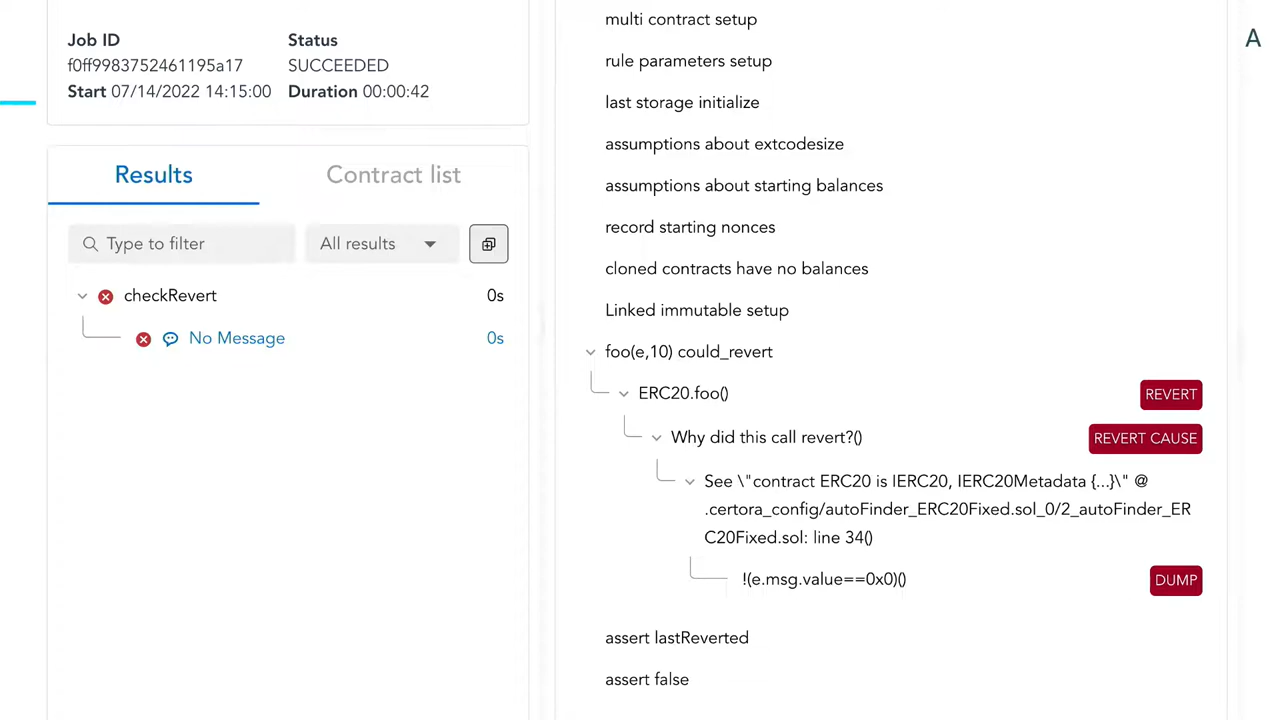 Job ID
Status
f0ff9983752461195a17
SUCCEEDED
Start 07/14/2022 14:15:00
Duration 00:00:42
Results
Contract list
Type to filter
All results
checkRevert
0s
No Message
0s
multi contract setup
rule parameters setup
last storage initialize
assumptions about extcodesize
assumptions about starting balances
record starting nonces
cloned contracts have no balances
Linked immutable setup
foo(e,10) could_revert
ERC20.foo()
REVERT
Why did this call revert?()
REVERT CAUSE
See \"contract ERC20 is IERC20, IERC20Metadata {...}\" @
.certora_config/autoFinder_ERC20Fixed.sol_0/2_autoFinder_ER
C20Fixed.sol: line 34()
!(e.msg.value==0x0)()
DUMP
assert lastReverted
assert false
A